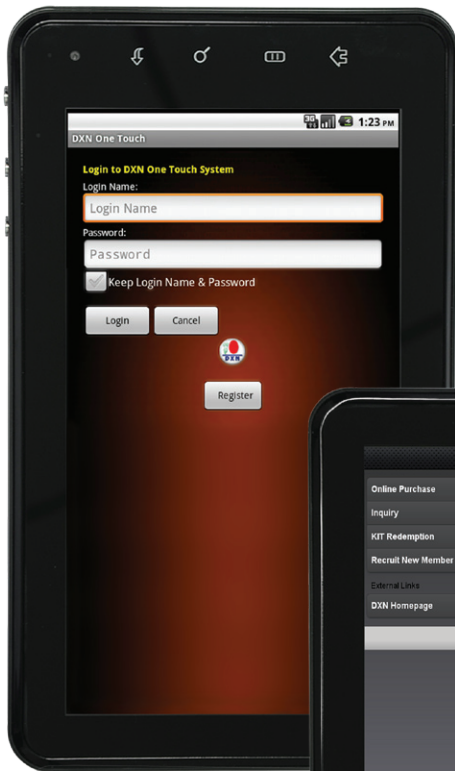 3G
1:23 PM
DXN One Touch
Login to DXN One Touch System
Login Name:
Login Name
Password:
Password
Keep Login Name & Password
Login Cancel
DXN
Register
Online Purchase
Inquiry
KIT Redemption
Recruit New Member
External Links
DXN Homepage